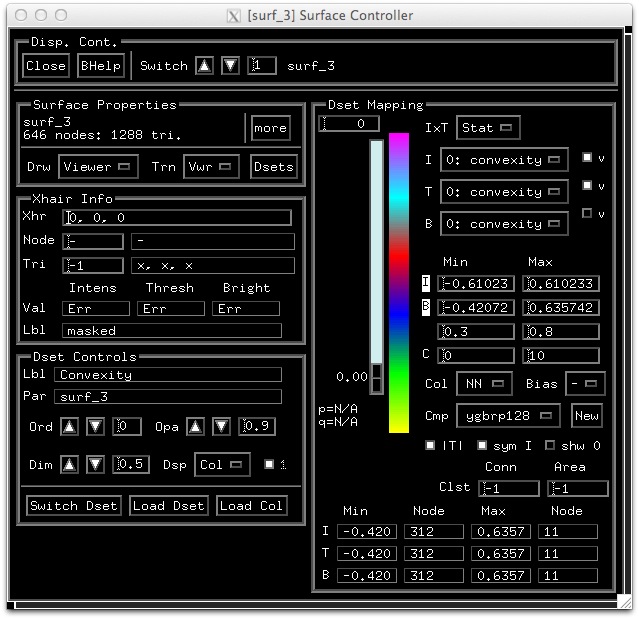 [surf_3] Surface Controller
Disp. Cont.
Close BHelp Switch 1 surf_3
Surface Properties
surf_3
646 nodes: 1288 tri.
more
Drw Viewer Trn Vwr Dsets
Xhair Info
Xhr 0, 0, 0
Node - -
Tri -1 x, x, x
Intens Thresh Bright
Val Err Err Err
Lbl masked
Dset Controls
Lbl Convexity
Par surf_3
Ord 0 Opa 0.9
Dim 0.5 Dsp Col 1
Switch Dset Load Dset Load Col
Dset Mapping
0
IxT Stat
I 0: convexity v
T 0: convexity v
B 0: convexity v
Min Max
I -0.61023 0.610233
B -0.42072 0.635742
0.3 0.8
C 0 10
0.00
p=N/A
q=N/A
Col NN Bias -
Cmp ygbrp128 New
|T| sym I shw 0
Conn Area
Clst -1 -1
Min Node Max Node
I -0.420 312 0.6357 11
T -0.420 312 0.6357 11
B -0.420 312 0.6357 11